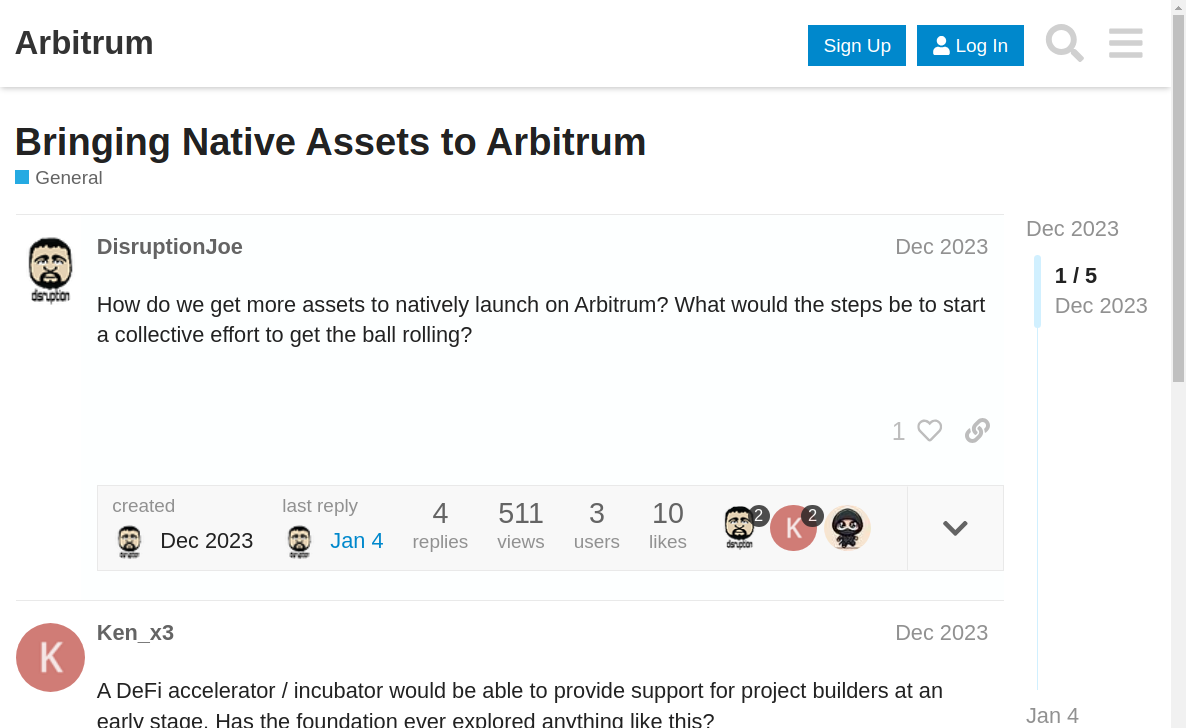 Arbitrum
Sign Up
Log In
Bringing Native Assets to Arbitrum
General
DisruptionJoe
Dec 2023
How do we get more assets to natively launch on Arbitrum? What would the steps be to start
a collective effort to get the ball rolling?
1
created
Dec 2023
last reply
Jan 4
4
replies
511
views
3
users
10
likes
2
K
2
Dec 2023
1 / 5
Dec 2023
Jan 4
disruption
K
Ken_x3
Dec 2023
A DeFi accelerator / incubator would be able to provide support for project builders at an
early stage. Has the foundation ever explored anything like this?